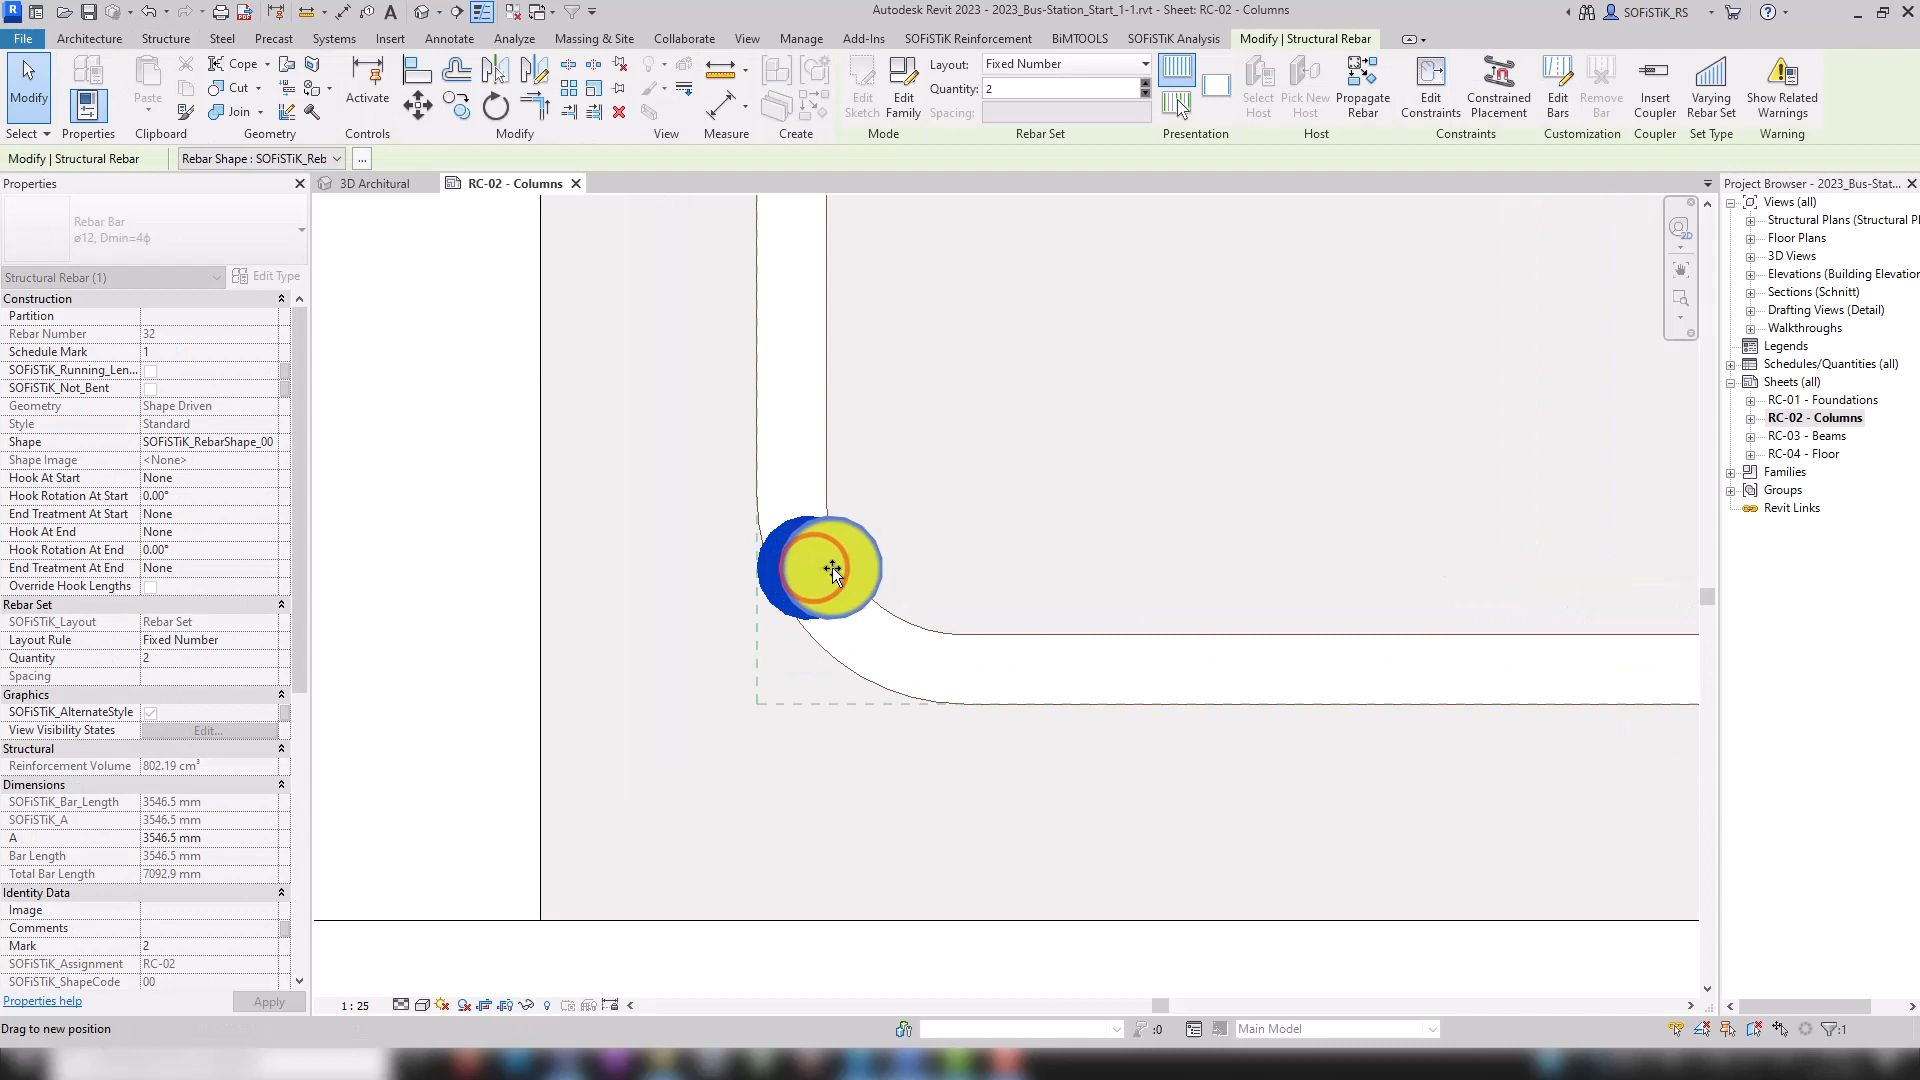 Autodesk Revit 2023 - 2023_Bus-Station_Start_1-1.rvt - Sheet: RC-02 - Columns
SOFiSTiK_RS
File Architecture Structure Steel Precast Systems Insert Annotate Analyze Massing & Site Collaborate View Manage Add-Ins SOFiSTiK Reinforcement BiMTOOLS SOFiSTiK Analysis Modify | Structural Rebar
Modify
Paste
Cope
Cut
Join
Activate
Edit Sketch
Edit Family
Layout: Fixed Number
Quantity: 2
Spacing:
Select Host
Pick New Host
Propagate Rebar
Edit Constraints
Constrained Placement
Edit Bars
Remove Bar
Insert Coupler
Varying Rebar Set
Show Related Warnings
Select Properties Clipboard Geometry Controls Modify View Measure Create Mode Rebar Set Presentation Host Constraints Customization Coupler Set Type Warning
Modify | Structural Rebar Rebar Shape : SOFiSTiK_Reb ...
Properties
3D Architural
RC-02 - Columns
Rebar Bar
ø12, Dmin=4ϕ
Structural Rebar (1) Edit Type
Construction
Partition
Rebar Number 32
Schedule Mark 1
SOFiSTiK_Running_Len...
SOFiSTiK_Not_Bent
Geometry Shape Driven
Style Standard
Shape SOFiSTiK_RebarShape_00
Shape Image <None>
Hook At Start None
Hook Rotation At Start 0.00°
End Treatment At Start None
Hook At End None
Hook Rotation At End 0.00°
End Treatment At End None
Override Hook Lengths
Rebar Set
SOFiSTiK_Layout Rebar Set
Layout Rule Fixed Number
Quantity 2
Spacing
Graphics
SOFiSTiK_AlternateStyle
View Visibility States Edit...
Structural
Reinforcement Volume 802.19 cm³
Dimensions
SOFiSTiK_Bar_Length 3546.5 mm
SOFiSTiK_A 3546.5 mm
A 3546.5 mm
Bar Length 3546.5 mm
Total Bar Length 7092.9 mm
Identity Data
Image
Comments
Mark 2
SOFiSTiK_Assignment RC-02
SOFiSTiK_ShapeCode 00
Properties help Apply
2D
Project Browser - 2023_Bus-Stat...
Views (all)
Structural Plans (Structural P
Floor Plans
3D Views
Elevations (Building Elevation
Sections (Schnitt)
Drafting Views (Detail)
Walkthroughs
Legends
Schedules/Quantities (all)
Sheets (all)
RC-01 - Foundations
RC-02 - Columns
RC-03 - Beams
RC-04 - Floor
Families
Groups
Revit Links
1 : 25
Drag to new position
:0
Main Model
:1